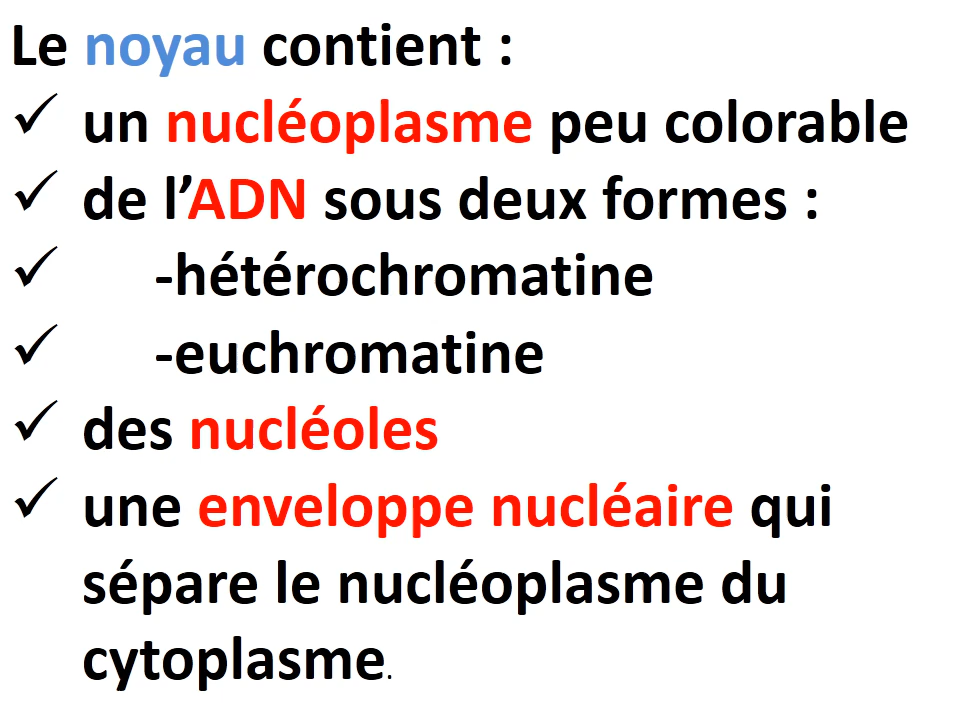 Le noyau contient :
✓ un nucléoplasme peu colorable
✓ de l’ADN sous deux formes :
✓ -hétérochromatine
✓ -euchromatine
✓ des nucléoles
✓ une enveloppe nucléaire qui
sépare le nucléoplasme du
cytoplasme.